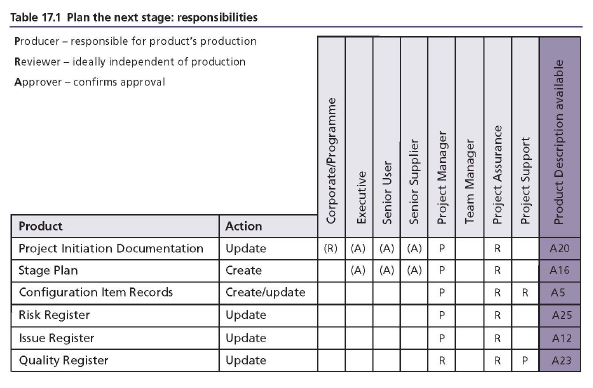 Table 17.1 Plan the next stage: responsibilities
Producer – responsible for product's production
Reviewer – ideally independent of production
Approver – confirms approval
Product Action Corporate/Programme Executive Senior User Senior Supplier Project Manager Team Manager Project Assurance Project Support Product Description available
Project Initiation Documentation Update (R) (A) (A) (A) P R A20
Stage Plan Create (A) (A) (A) P R A16
Configuration Item Records Create/update P R R A5
Risk Register Update P R A25
Issue Register Update P R A12
Quality Register Update R R P A23